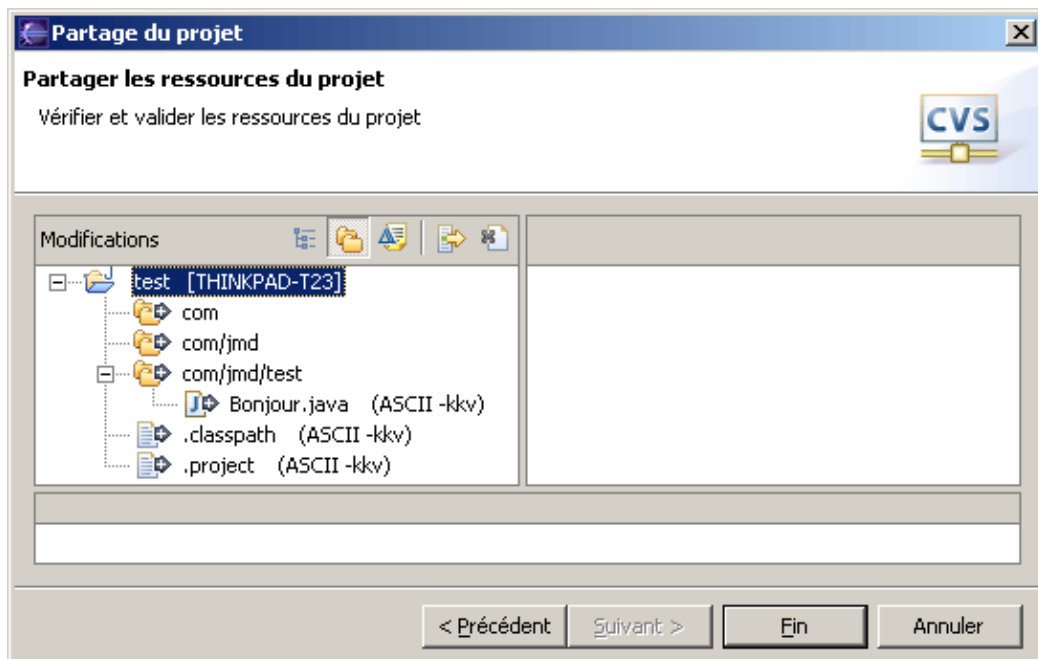 Partage du projet
Partager les ressources du projet
Vérifier et valider les ressources du projet
CVS
Modifications
test [THINKPAD-T23]
com
com/jmd
com/jmd/test
J Bonjour.java (ASCII -kkv)
.classpath (ASCII -kkv)
.project (ASCII -kkv)
< Précédent Suivant > Fin Annuler